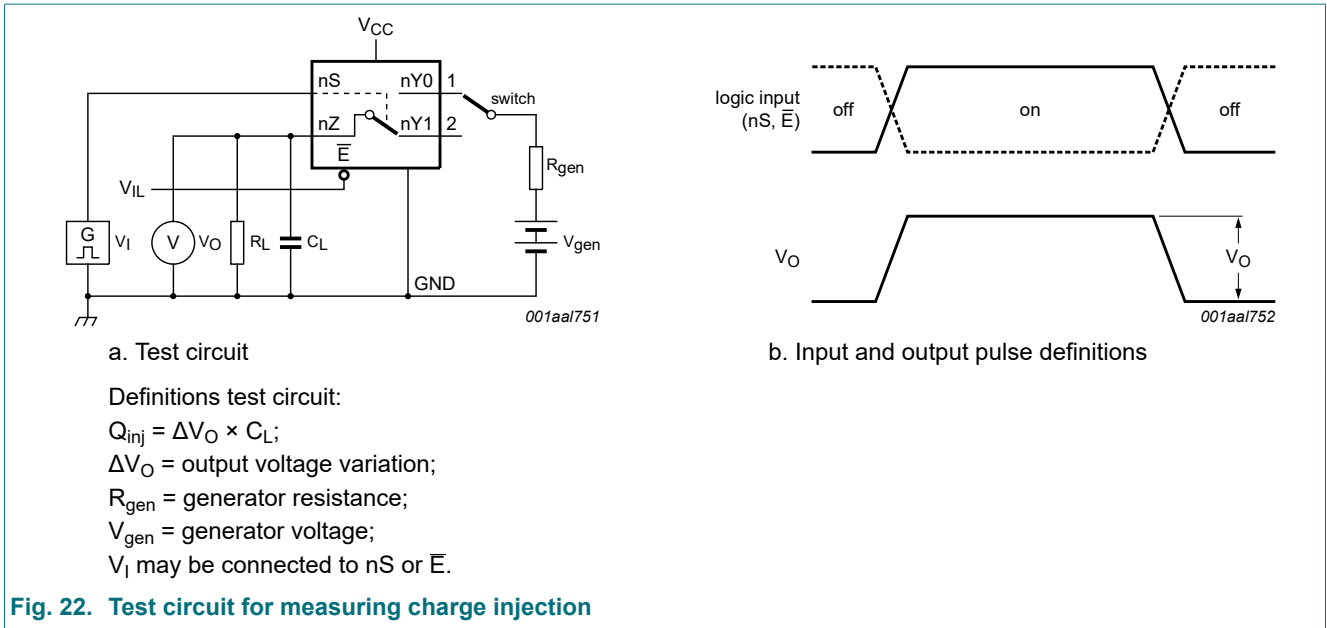 VCC
nS
nY0
1
switch
nZ
nY1
2
E̅
Rgen
VIL
G
VI
V
VO
RL
CL
Vgen
GND
001aal751
a. Test circuit
logic input
(nS, E̅)
off
on
off
VO
VO
001aal752
b. Input and output pulse definitions
Definitions test circuit:
Qinj = ΔVO × CL;
ΔVO = output voltage variation;
Rgen = generator resistance;
Vgen = generator voltage;
VI may be connected to nS or E̅.
Fig. 22. Test circuit for measuring charge injection